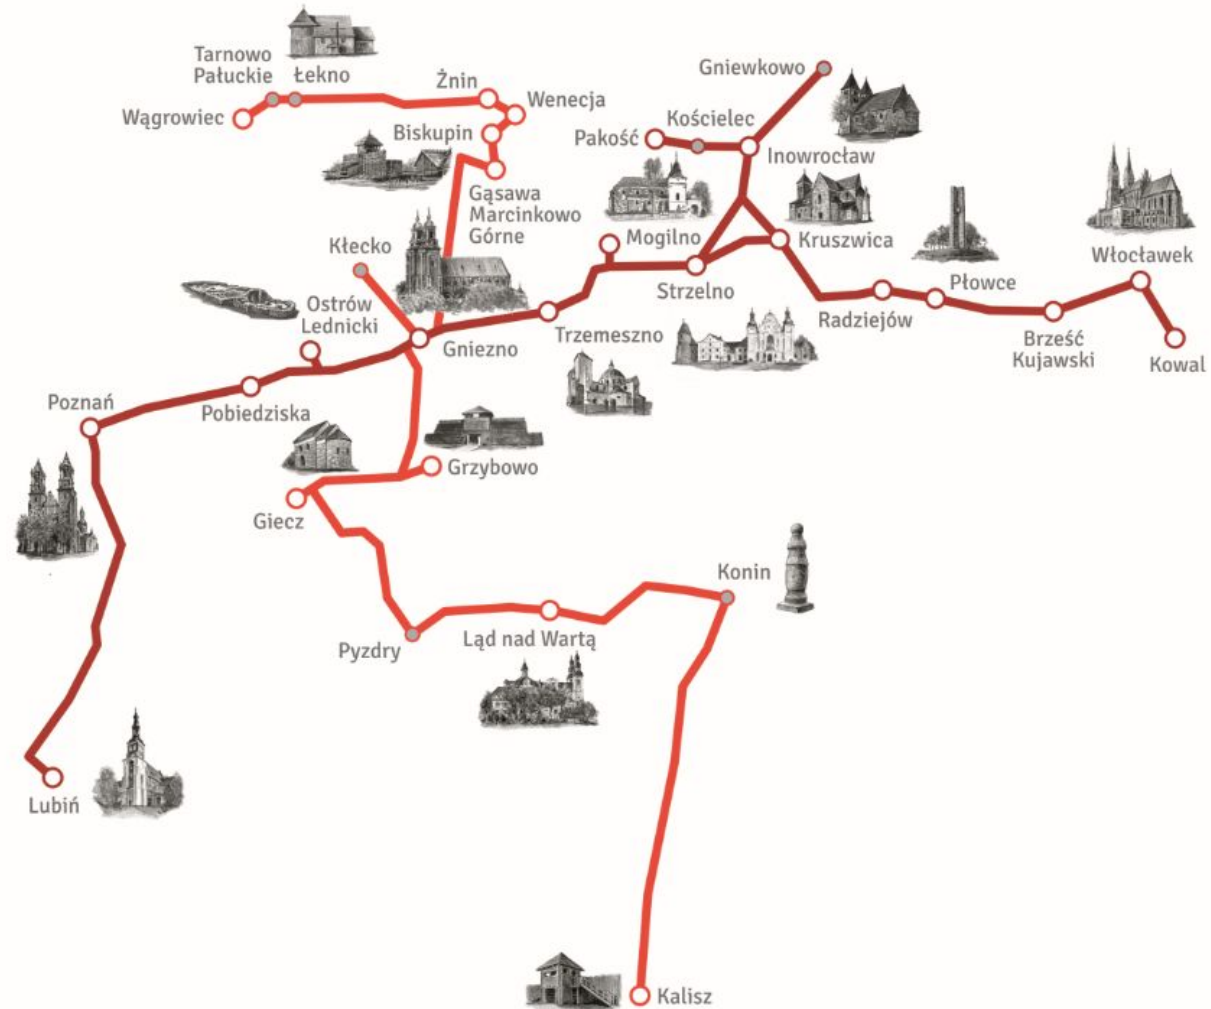 Tarnowo
Pałuckie
Łekno
Wągrowiec
Żnin
Wenecja
Biskupin
Gąsawa
Marcinkowo
Górne
Gniewkowo
Kościelec
Pakość
Inowrocław
Kłecko
Mogilno
Kruszwica
Strzelno
Płowce
Włocławek
Radziejów
Brześć
Kujawski
Kowal
Ostrów
Lednicki
Gniezno
Trzemeszno
Poznań
Pobiedziska
Grzybowo
Giecz
Konin
Pyzdry
Ląd nad Wartą
Lubiń
Kalisz